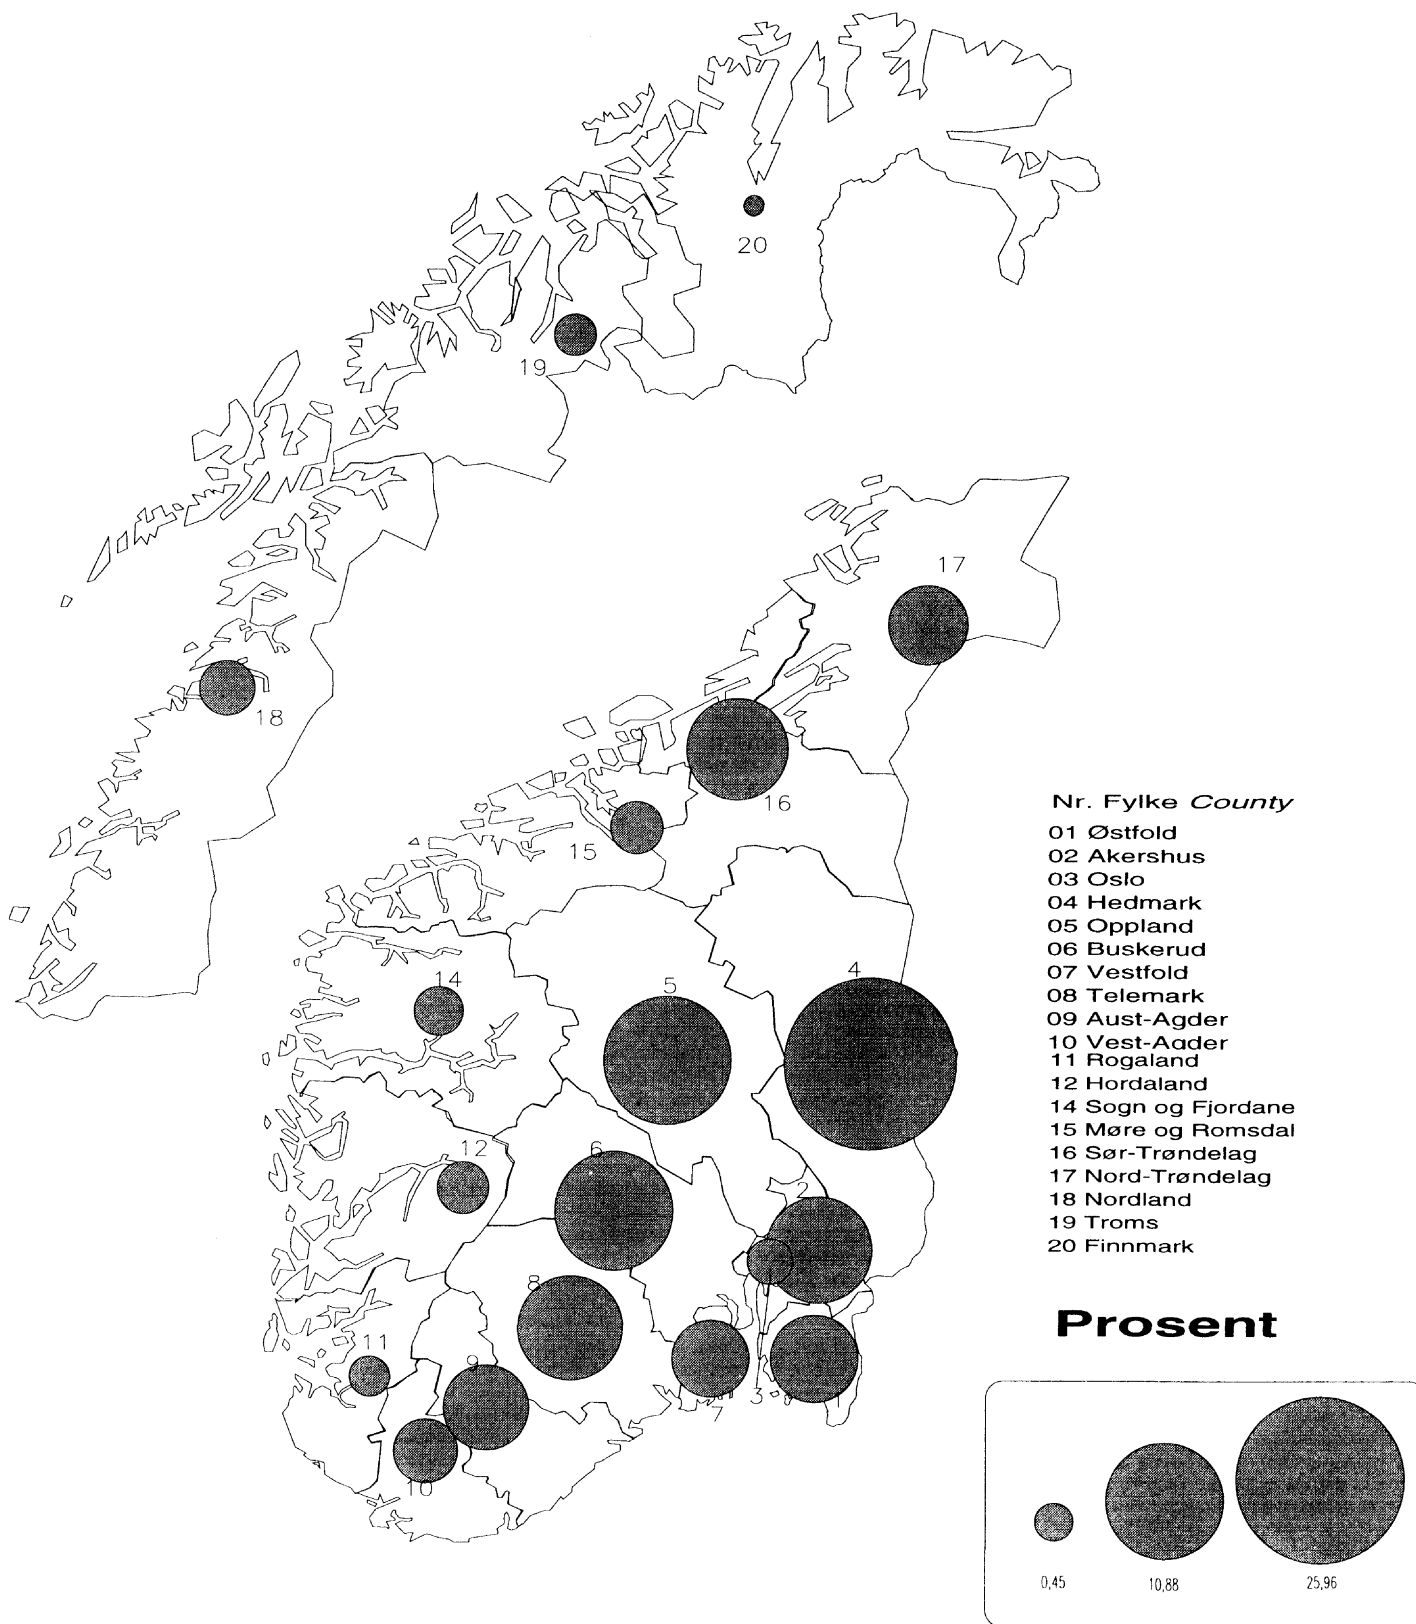 20
19
17
18
16
15
4
14
5
12
6
2
8
11
9
3
1
7
10
Nr. Fylke County
01 Østfold
02 Akershus
03 Oslo
04 Hedmark
05 Oppland
06 Buskerud
07 Vestfold
08 Telemark
09 Aust-Agder
10 Vest-Agder
11 Rogaland
12 Hordaland
14 Sogn og Fjordane
15 Møre og Romsdal
16 Sør-Trøndelag
17 Nord-Trøndelag
18 Nordland
19 Troms
20 Finnmark
Prosent
0,45
10,88
25,96